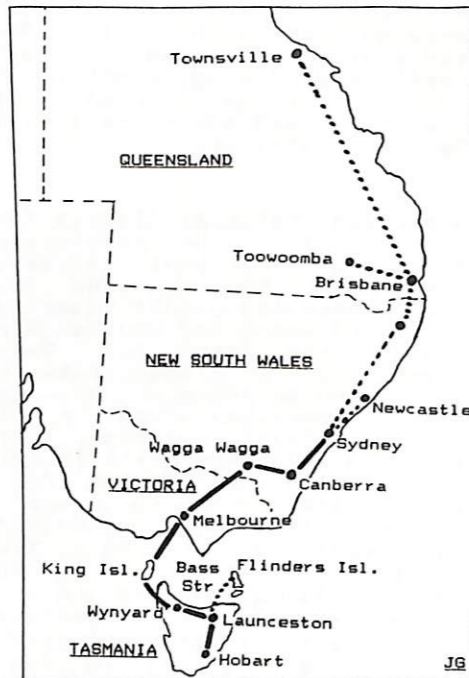 Townsville
QUEENSLAND
Toowoomba
Brisbane
NEW SOUTH WALES
Newcastle
Sydney
Wagga Wagga
Canberra
VICTORIA
Melbourne
King Isl.
Bass
Str
Flinders Isl.
Wynyard
Launceston
TASMANIA
Hobart
JG